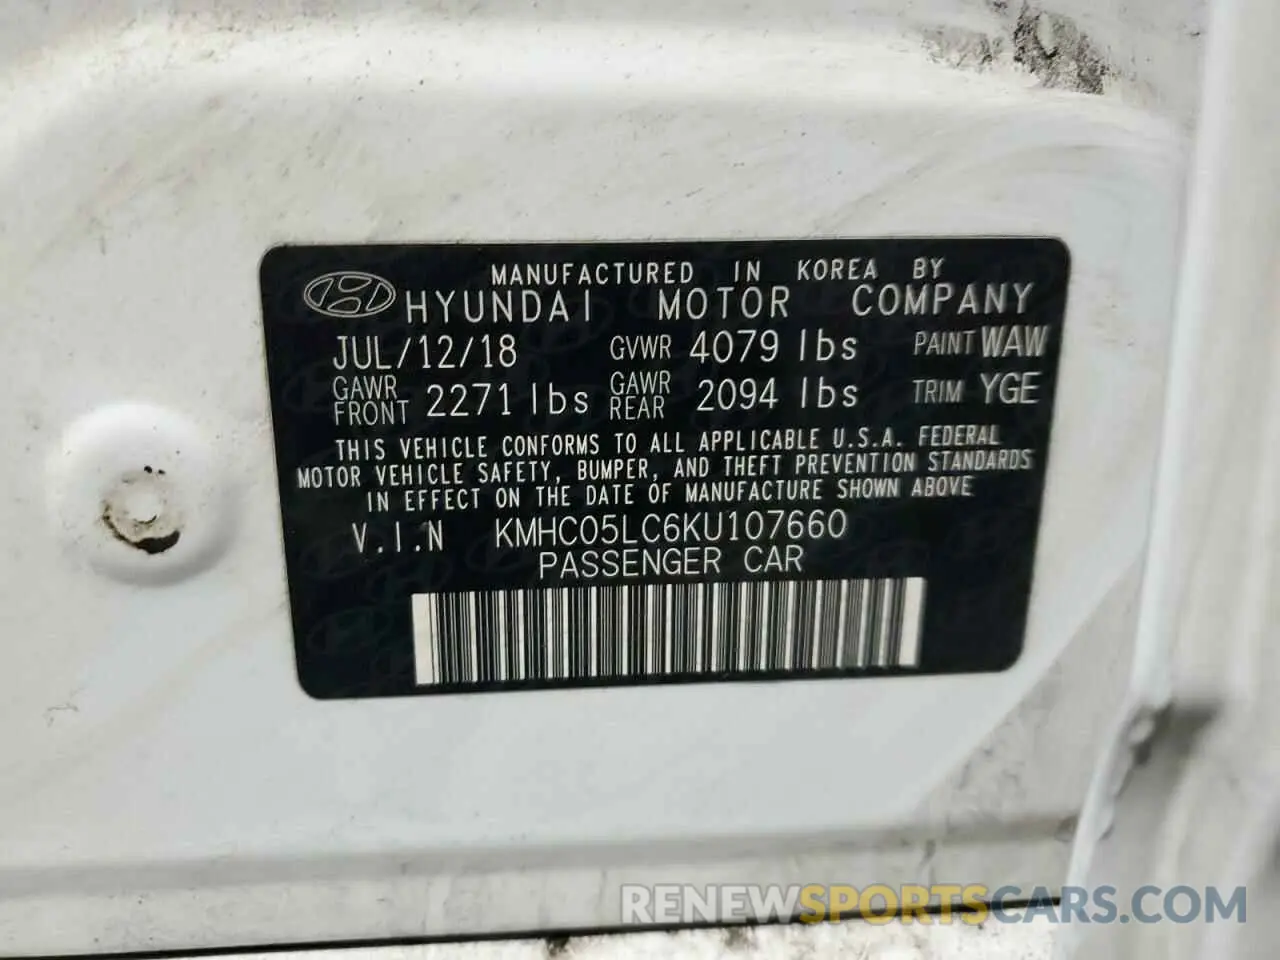 MANUFACTURED IN KOREA BY
HYUNDAI MOTOR COMPANY
JUL/12/18 GVWR 4079 lbs PAINT WAW
GAWR FRONT 2271 lbs GAWR REAR 2094 lbs TRIM YGE
THIS VEHICLE CONFORMS TO ALL APPLICABLE U.S.A. FEDERAL
MOTOR VEHICLE SAFETY, BUMPER, AND THEFT PREVENTION STANDARDS
IN EFFECT ON THE DATE OF MANUFACTURE SHOWN ABOVE
V.I.N KMHC05LC6KU107660
PASSENGER CAR
RENEWSPORTSCARS.COM